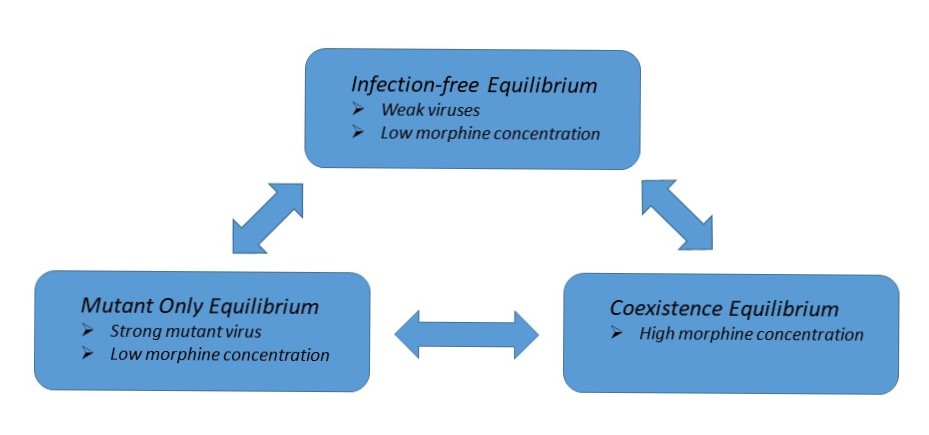 Infection-free Equilibrium
➢ Weak viruses
➢ Low morphine concentration
Mutant Only Equilibrium
➢ Strong mutant virus
➢ Low morphine concentration
Coexistence Equilibrium
➢ High morphine concentration